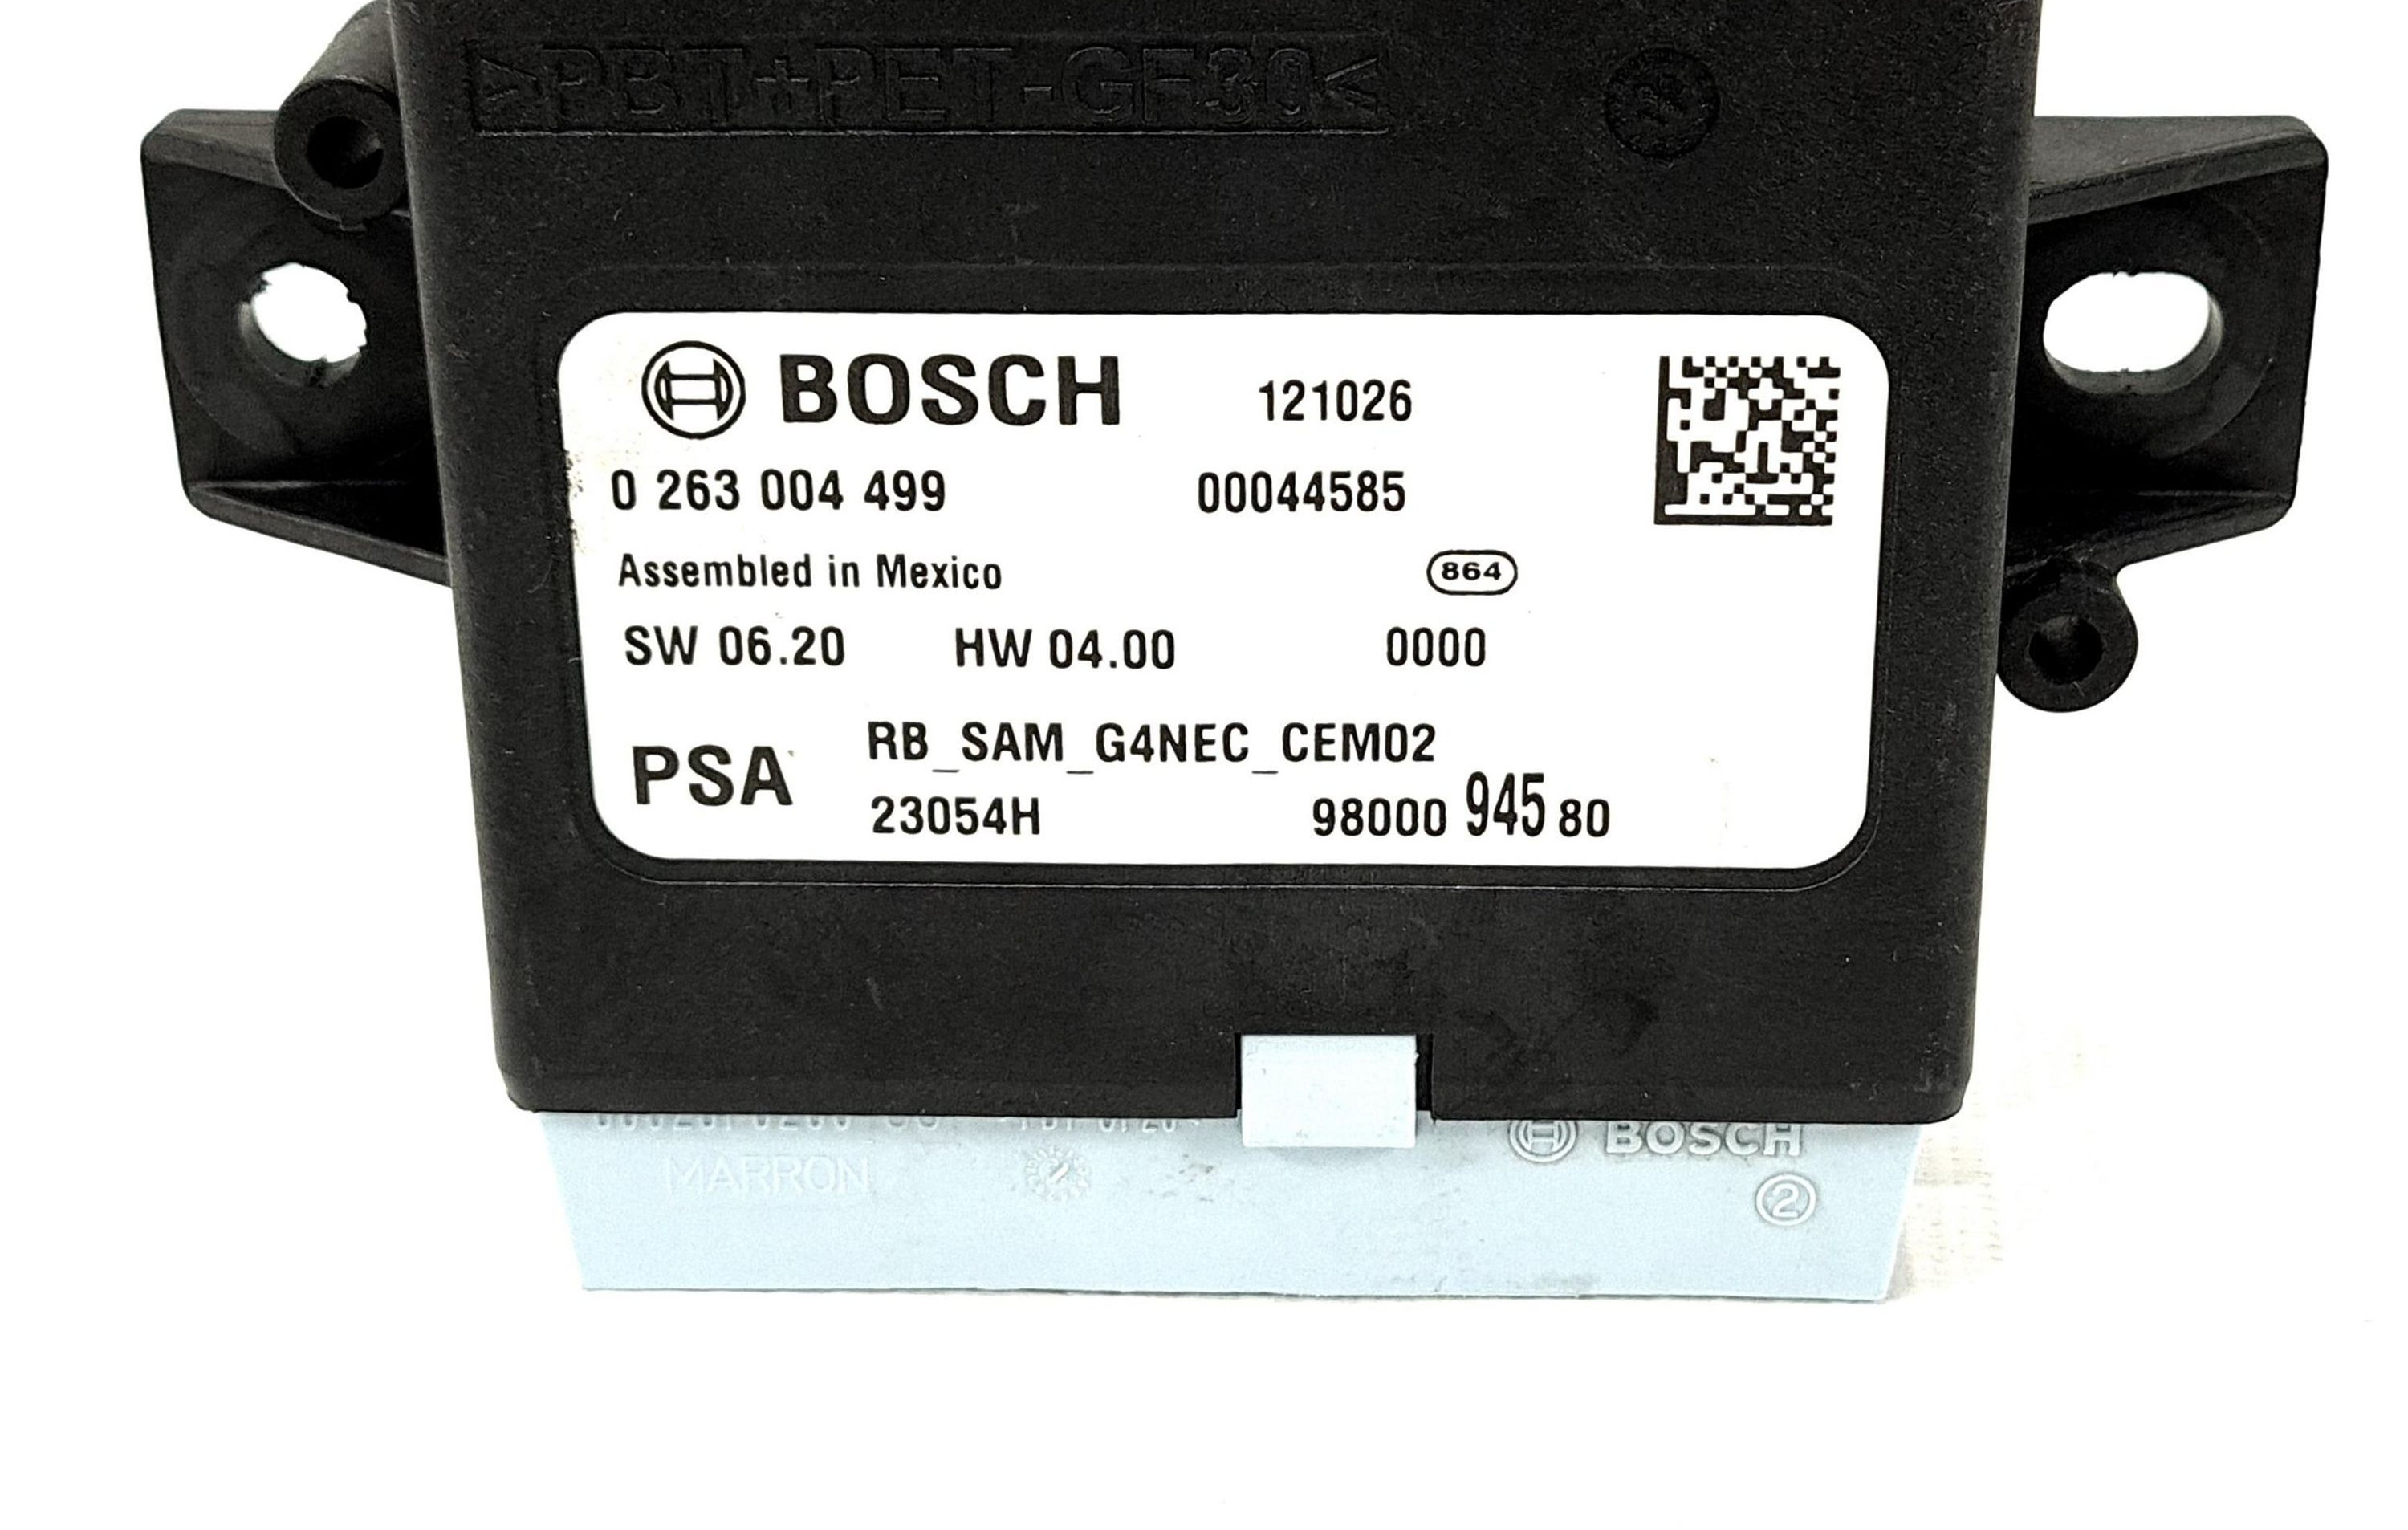 >PBT+PET-GF30<
BOSCH 121026
0 263 004 499 00044585
Assembled in Mexico 864
SW 06.20 HW 04.00 0000
PSA RB_SAM_G4NEC_CEM02
23054H 98000 945 80
BOSCH
MARRON 2